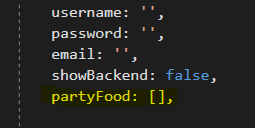 username: '',
password: '',
email: '',
showBackend: false,
partyFood: [],